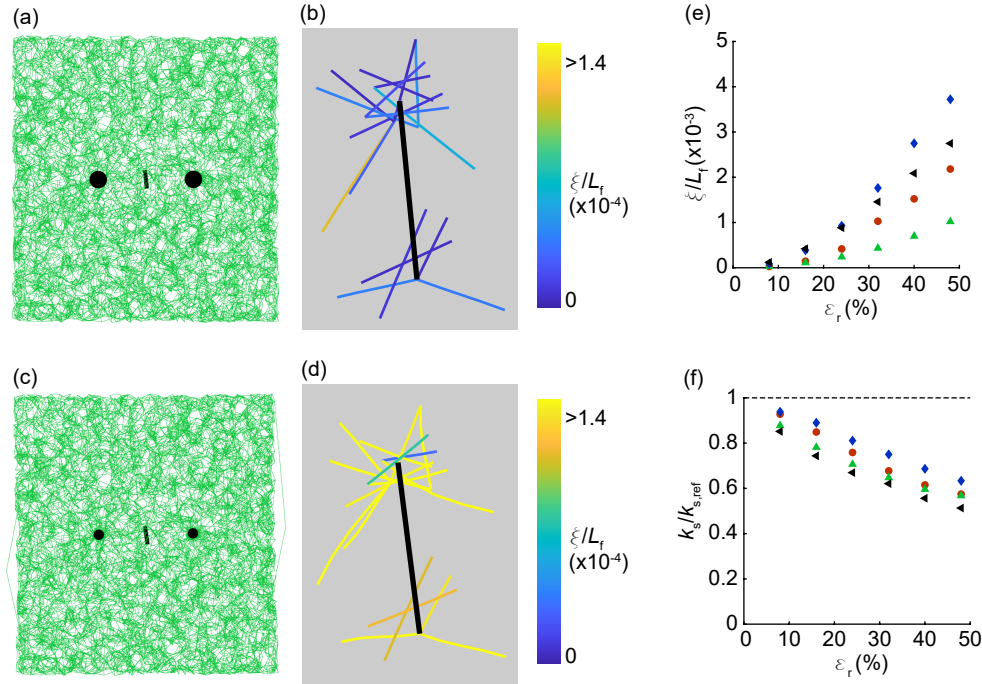 (a)
(b)
>1.4
ξ/Lf
(x10-4)
0
(c)
(d)
>1.4
ξ/Lf
(x10-4)
0
(e)
5
4
3
2
1
0
ξ/Lf (x10-3)
0 10 20 30 40 50
εr (%)
(f)
1
0.8
0.6
0.4
0.2
0
ks/ks,ref
0 10 20 30 40 50
εr (%)